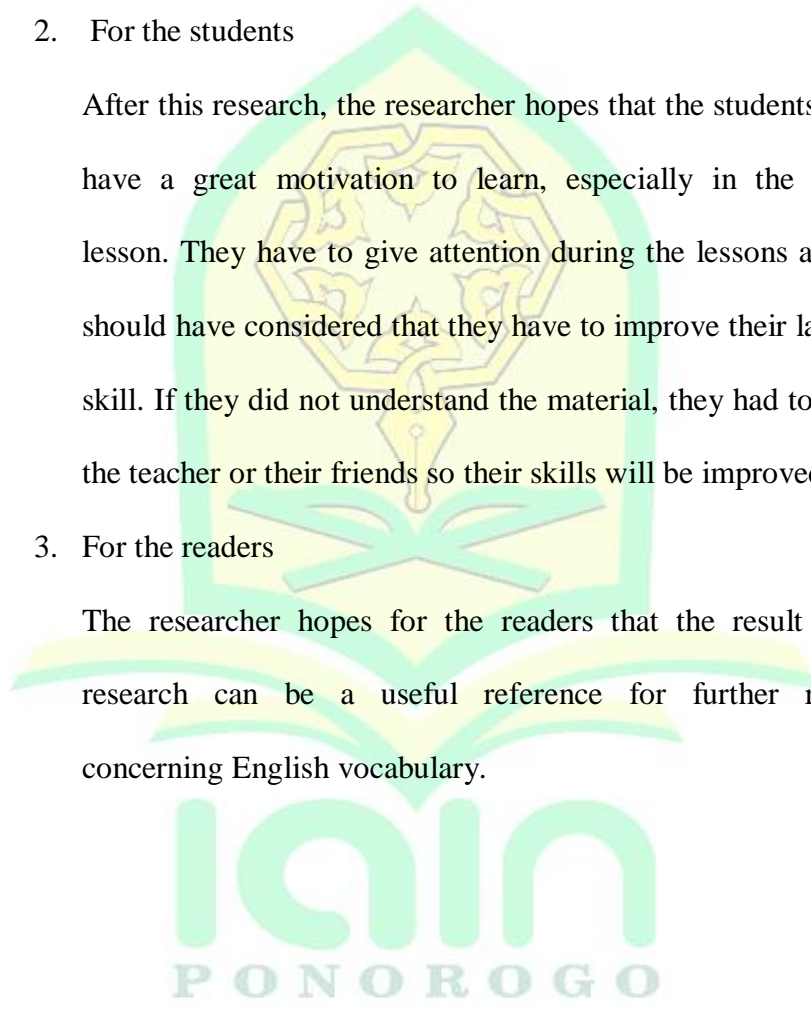 2. For the students
After this research, the researcher hopes that the students
have a great motivation to learn, especially in the
lesson. They have to give attention during the lessons a
should have considered that they have to improve their la
skill. If they did not understand the material, they had to
the teacher or their friends so their skills will be improve
3. For the readers
The researcher hopes for the readers that the result
research can be a useful reference for further
concerning English vocabulary.
iain
PONOROGO